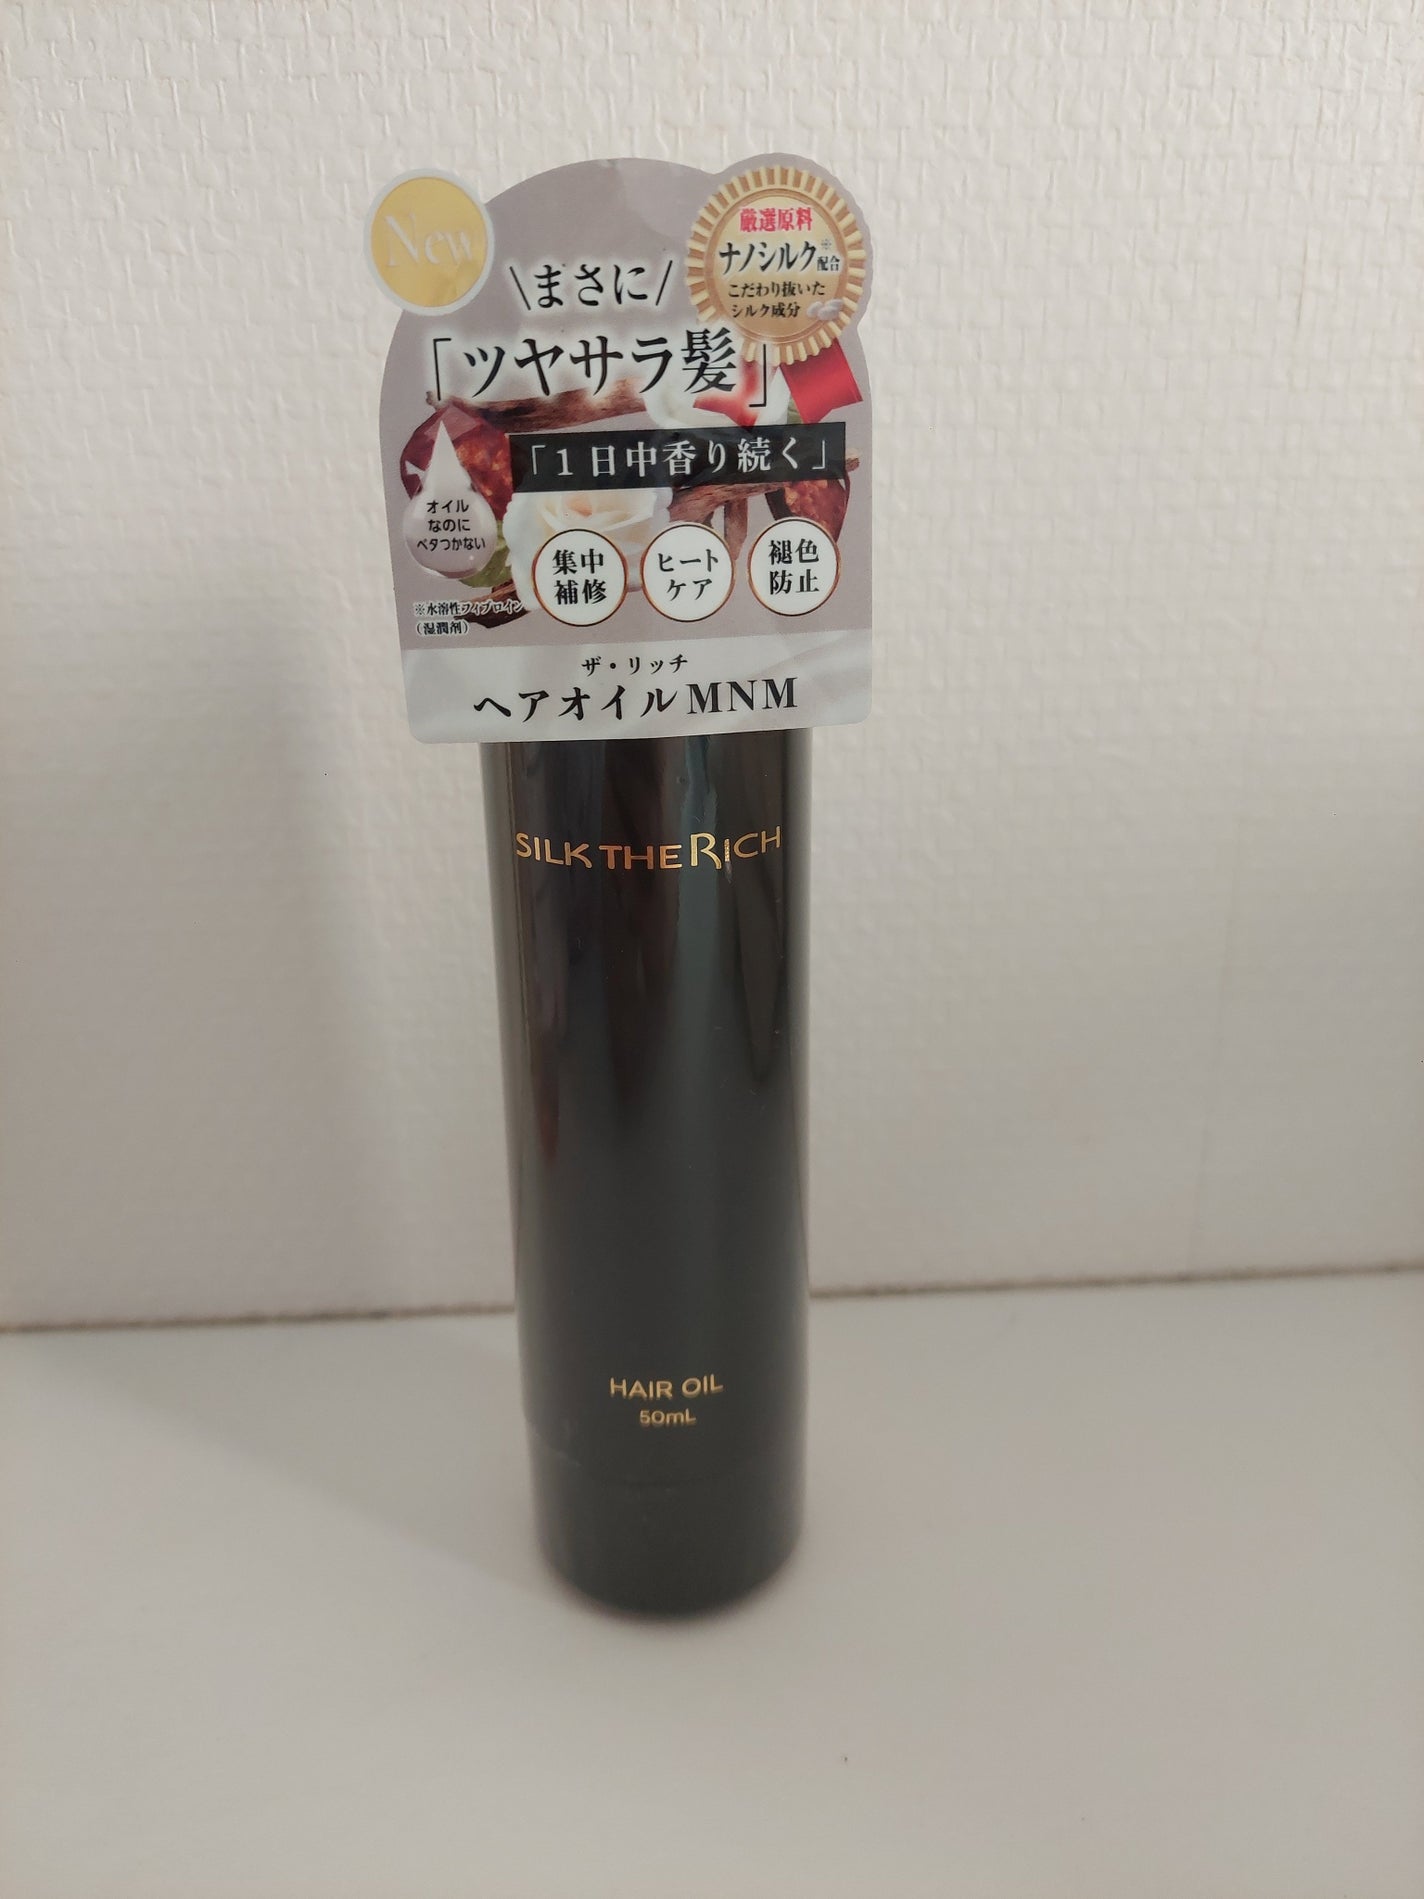 New
厳選原料
ナノシルク※配合
こだわり抜いた
シルク成分
\まさに/
「ツヤサラ髪」
「1日中香り続く」
オイル
なのに
ベタつかない
集中
補修
ヒート
ケア
褪色
防止
※水溶性フィブロイン
(湿潤剤)
ザ・リッチ
ヘアオイルMNM
SILK THE RICH
HAIR OIL
50mL